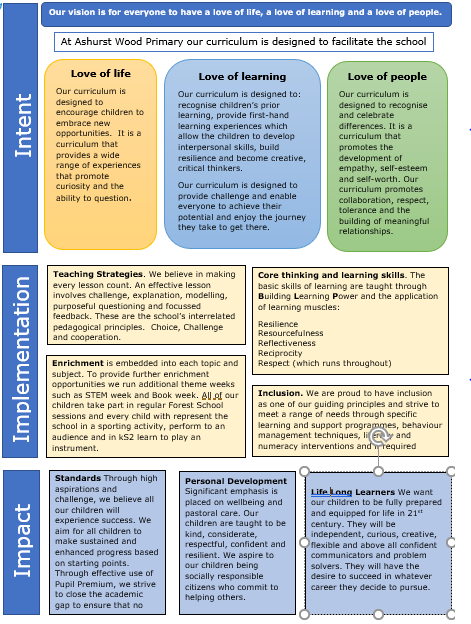 Our vision is for everyone to have a love of life, a love of learning and a love of people.
At Ashurst Wood Primary our curriculum is designed to facilitate the school
Intent
Love of life
Our curriculum is
designed to
encourage children to
embrace new
opportunities. It is a
curriculum that
provides a wide
range of experiences
that promote
curiosity and the
ability to question.
Love of learning
Our curriculum is designed to:
recognise children's prior
learning, provide first-hand
learning experiences which
allow the children to develop
interpersonal skills, build
resilience and become creative,
critical thinkers.
Our curriculum is designed to
provide challenge and enable
everyone to achieve their
potential and enjoy the journey
they take to get there.
Love of people
Our curriculum is
designed to recognise
and celebrate
differences. It is a
curriculum that
promotes the
development of
empathy, self-esteem
and self-worth. Our
curriculum promotes
collaboration, respect,
tolerance and the
building of meaningful
relationships.
Implementation
Teaching Strategies. We believe in making
every lesson count. An effective lesson
involves challenge, explanation, modelling,
purposeful questioning and focussed
feedback. These are the school's interrelated
pedagogical principles. Choice, Challenge
and cooperation.
Core thinking and learning skills. The
basic skills of learning are taught through
Building Learning Power and the application
of learning muscles:
Resilience
Resourcefulness
Reflectiveness
Reciprocity
Respect (which runs throughout)
Enrichment is embedded into each topic and
subject. To provide further enrichment
opportunities we run additional theme weeks
such as STEM week and Book week. All of our
children take part in regular Forest School
sessions and every child with represent the
school in a sporting activity, perform to an
audience and in kS2 learn to play an
instrument.
Inclusion. We are proud to have inclusion
as one of our guiding principles and strive to
meet a range of needs through specific
learning and support programmes, behaviour
management techniques, literacy and
numeracy interventions and required
Impact
Standards Through high
aspirations and
challenge, we believe all
our children will
experience success. We
aim for all children to
make sustained and
enhanced progress based
on starting points.
Through effective use of
Pupil Premium, we strive
to close the academic
gap to ensure that no
Personal Development
Significant emphasis is
placed on wellbeing and
pastoral care. Our
children are taught to be
kind, considerate,
respectful, confident and
resilient. We aspire to
our children being
socially responsible
citizens who commit to
helping others.
Life Long Learners We want
our children to be fully prepared
and equipped for life in 21st
century. They will be
independent, curious, creative,
flexible and above all confident
communicators and problem
solvers. They will have the
desire to succeed in whatever
career they decide to pursue.